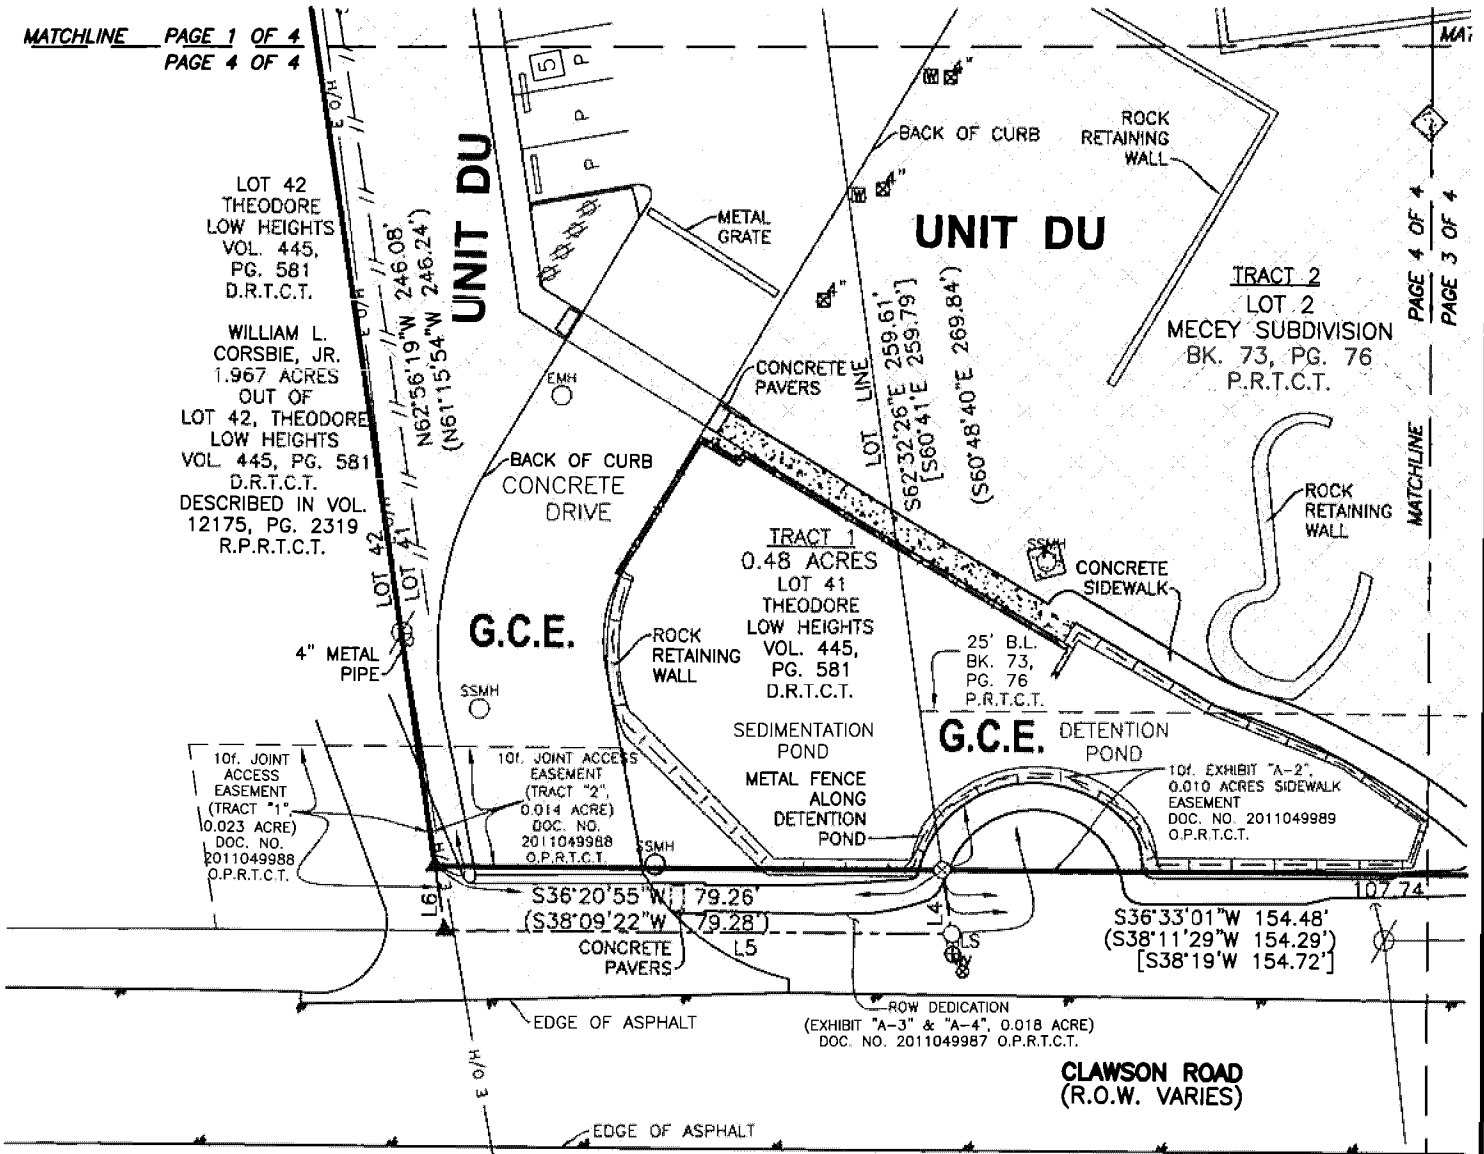 MATCHLINE PAGE 1 OF 4
PAGE 4 OF 4
5
P
P
P
4"
4"
4"
BACK OF CURB
ROCK
RETAINING
WALL
PAGE 4 OF 4
PAGE 3 OF 4
MATCHLINE
LOT 42
THEODORE
LOW HEIGHTS
VOL. 445,
PG. 581
D.R.T.C.T.
WILLIAM L.
CORSBIE, JR.
1.967 ACRES
OUT OF
LOT 42, THEODORE
LOW HEIGHTS
VOL. 445, PG. 581
D.R.T.C.T.
DESCRIBED IN VOL.
12175, PG. 2319
R.P.R.T.C.T.
N62°56'19"W 246.08'
(N61°15'54"W 246.24')
UNIT DU
METAL
GRATE
UNIT DU
TRACT 2
LOT 2
MECEY SUBDIVISION
BK. 73, PG. 76
P.R.T.C.T.
CONCRETE
PAVERS
LOT LINE
S62°32'26"E 259.61'
[S60°41'E 259.79']
(S60°48'40"E 269.84')
EMH
BACK OF CURB
CONCRETE
DRIVE
LOT 42
LOT 41
4" METAL
PIPE
G.C.E.
SSMH
ROCK
RETAINING
WALL
TRACT 1
0.48 ACRES
LOT 41
THEODORE
LOW HEIGHTS
VOL. 445,
PG. 581
D.R.T.C.T.
SSMH
CONCRETE
SIDEWALK
ROCK
RETAINING
WALL
25' B.L.
BK. 73,
PG. 76
P.R.T.C.T.
SEDIMENTATION
POND
G.C.E.
DETENTION
POND
METAL FENCE
ALONG
DETENTION
POND
10f. JOINT
ACCESS
EASEMENT
(TRACT "1",
0.023 ACRE)
DOC. NO.
2011049988
O.P.R.T.C.T.
10f. JOINT ACCESS
EASEMENT
(TRACT "2",
0.014 ACRE)
DOC. NO.
2011049988
O.P.R.T.C.T.
SSMH
10f. EXHIBIT "A-2",
0.010 ACRES SIDEWALK
EASEMENT
DOC. NO. 2011049989
O.P.R.T.C.T.
L6
S36°20'55"W 79.26'
(S38°09'22"W 79.28')
CONCRETE
PAVERS
L5
L4
LS
107.74
S36°33'01"W 154.48'
(S38°11'29"W 154.29')
[S38°19'W 154.72']
EDGE OF ASPHALT
ROW DEDICATION
(EXHIBIT "A-3" & "A-4", 0.018 ACRE)
DOC. NO. 2011049987 O.P.R.T.C.T.
CLAWSON ROAD
(R.O.W. VARIES)
EDGE OF ASPHALT